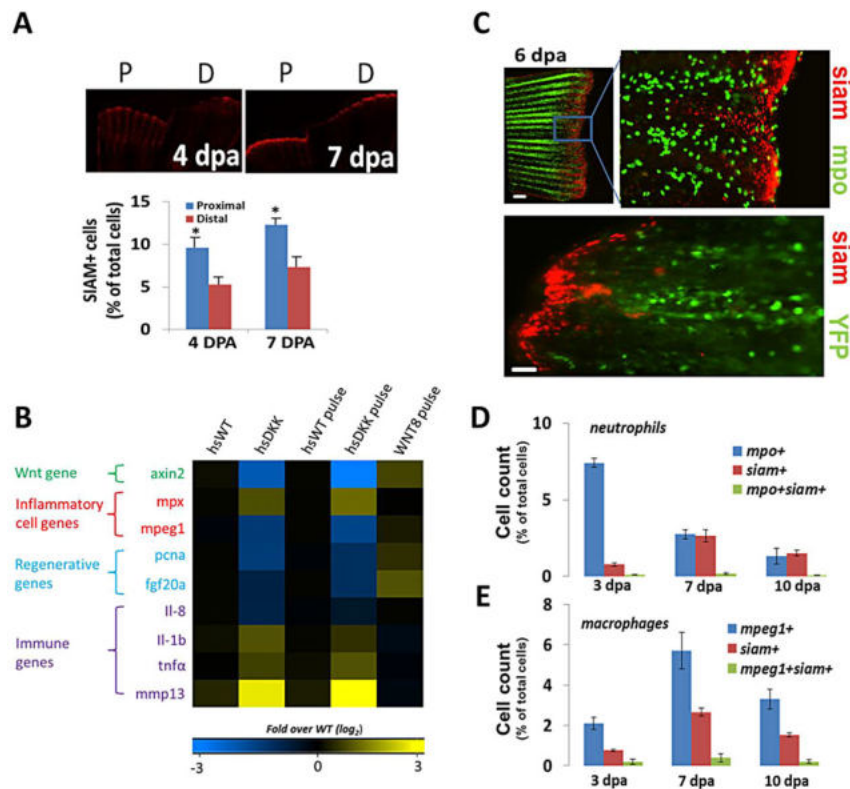 A
P D P D
4 dpa
7 dpa
SIAM+ cells
(% of total cells)
15
10
5
0
Proximal
Distal
*
*
4 DPA 7 DPA
B
hsWT
hsDKK
hsWT pulse
hsDKK pulse
WNT8 pulse
Wnt gene
axin2
Inflammatory
cell genes
mpx
mpeg1
Regenerative
genes
pcna
fgf20a
Immune
genes
Il-8
Il-1b
tnfα
mmp13
Fold over WT (log2)
-3 0 3
C
6 dpa
siam mpo
siam YFP
D
neutrophils
Cell count
(% of total cells)
10
5
0
mpo+
siam+
mpo+siam+
3 dpa 7 dpa 10 dpa
E
macrophages
Cell count
(% of total cells)
8
6
4
2
0
mpeg1+
siam+
mpeg1+siam+
3 dpa 7 dpa 10 dpa